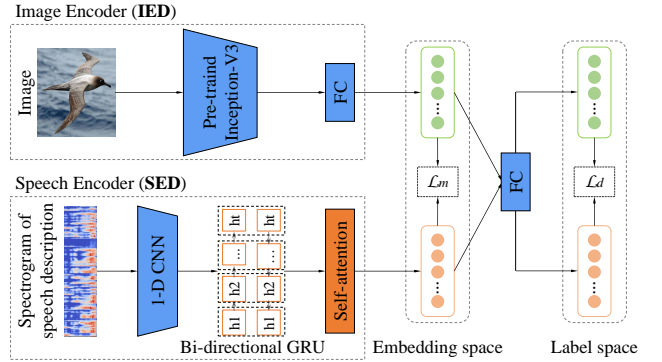 Image Encoder (IED)
Image
Pre-traind
Inception-V3
FC
Speech Encoder (SED)
Spectrogram of
speech description
1-D CNN
ht ht
... ...
h2 h2
h1 h1
Bi-directional GRU
Self-attention
...
ℒm
...
Embedding space
FC
...
ℒd
...
Label space